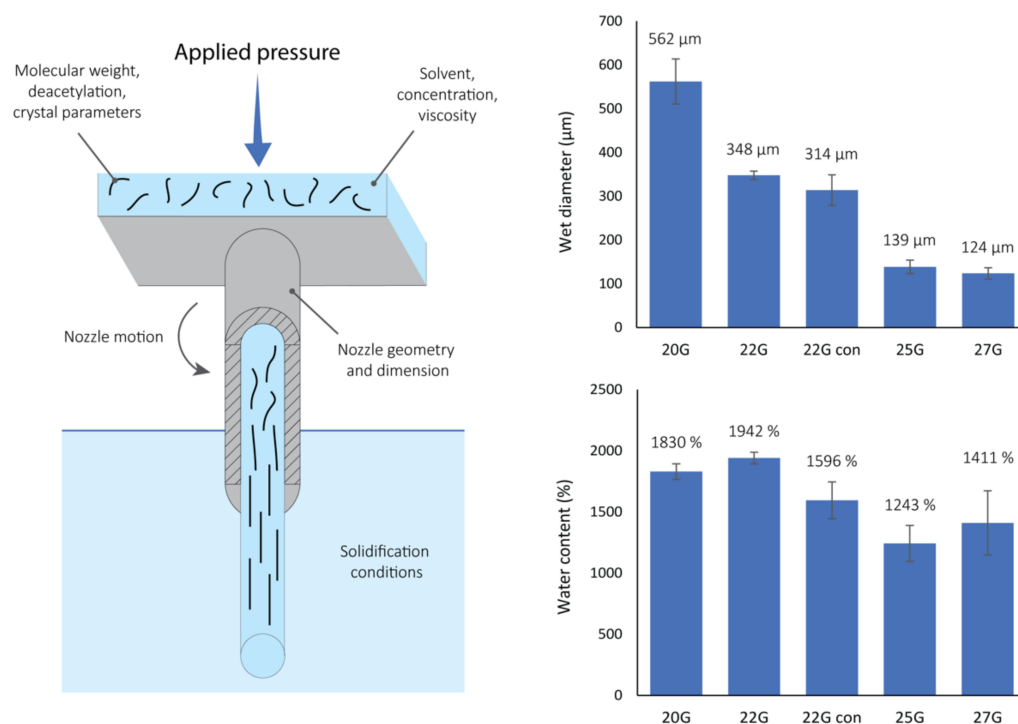 Applied pressure
Molecular weight,
deacetylation,
crystal parameters
Solvent,
concentration,
viscosity
Nozzle motion
Nozzle geometry
and dimension
Solidification
conditions
Wet diameter (µm)
700
600
500
400
300
200
100
0
562 µm
348 µm
314 µm
139 µm
124 µm
20G
22G
22G con
25G
27G
Water content (%)
2500
2000
1500
1000
500
0
1830 %
1942 %
1596 %
1243 %
1411 %
20G
22G
22G con
25G
27G